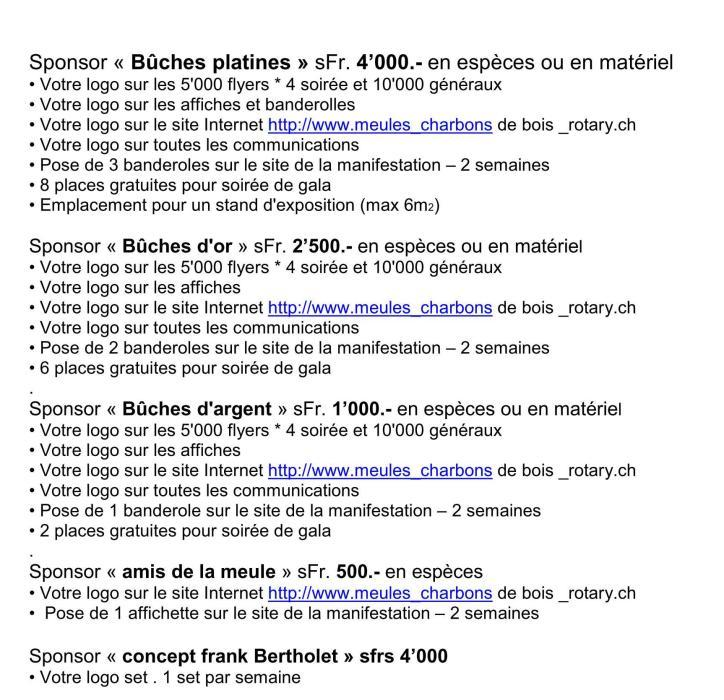 Sponsor « Bûches platines » sFr. 4’000.- en espèces ou en matériel
• Votre logo sur les 5'000 flyers * 4 soirée et 10'000 généraux
• Votre logo sur les affiches et banderolles
• Votre logo sur le site Internet http://www.meules_charbons de bois _rotary.ch
• Votre logo sur toutes les communications
• Pose de 3 banderoles sur le site de la manifestation – 2 semaines
• 8 places gratuites pour soirée de gala
• Emplacement pour un stand d'exposition (max 6m2)
Sponsor « Bûches d'or » sFr. 2’500.- en espèces ou en matériel
• Votre logo sur les 5'000 flyers * 4 soirée et 10'000 généraux
• Votre logo sur les affiches
• Votre logo sur le site Internet http://www.meules_charbons de bois _rotary.ch
• Votre logo sur toutes les communications
• Pose de 2 banderoles sur le site de la manifestation – 2 semaines
• 6 places gratuites pour soirée de gala
.
Sponsor « Bûches d'argent » sFr. 1’000.- en espèces ou en matériel
• Votre logo sur les 5'000 flyers * 4 soirée et 10'000 généraux
• Votre logo sur les affiches
• Votre logo sur le site Internet http://www.meules_charbons de bois _rotary.ch
• Votre logo sur toutes les communications
• Pose de 1 banderole sur le site de la manifestation – 2 semaines
• 2 places gratuites pour soirée de gala
.
Sponsor « amis de la meule » sFr. 500.- en espèces
• Votre logo sur le site Internet http://www.meules_charbons de bois _rotary.ch
• Pose de 1 affichette sur le site de la manifestation – 2 semaines
Sponsor « concept frank Bertholet » sfrs 4’000
• Votre logo set . 1 set par semaine